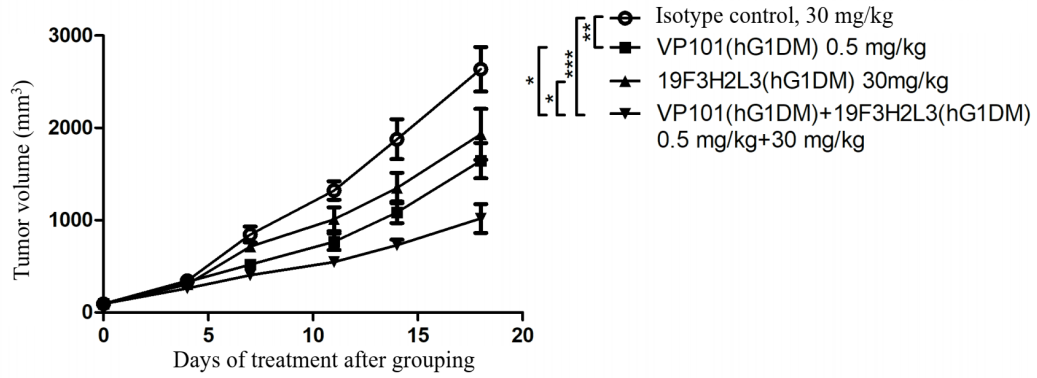 Tumor volume (mm³)
3000
2000
1000
0
0 5 10 15 20
Days of treatment after grouping
*
*
***
**
Isotype control, 30 mg/kg
VP101(hG1DM) 0.5 mg/kg
19F3H2L3(hG1DM) 30mg/kg
VP101(hG1DM)+19F3H2L3(hG1DM)
0.5 mg/kg+30 mg/kg